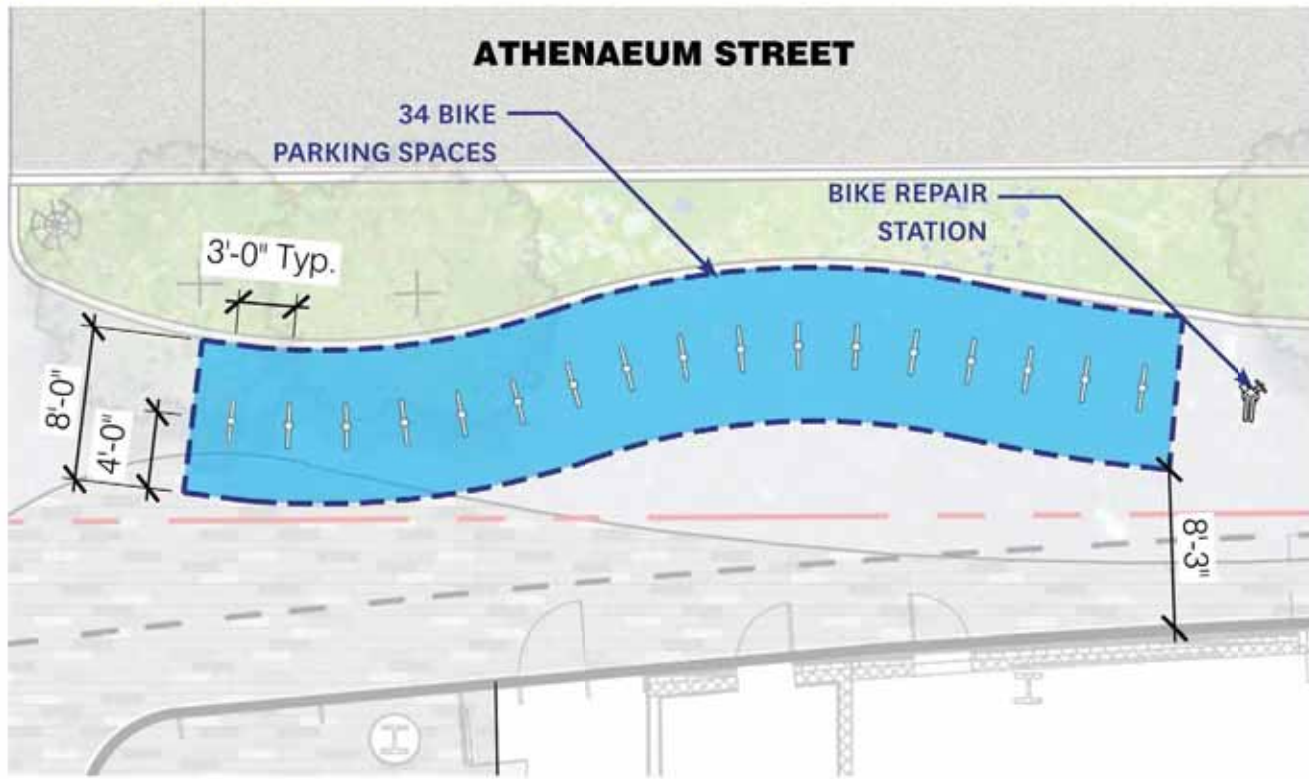 ATHENAEUM STREET
34 BIKE
PARKING SPACES
BIKE REPAIR
STATION
3'-0" Typ.
8'-0"
4'-0"
8'-3"